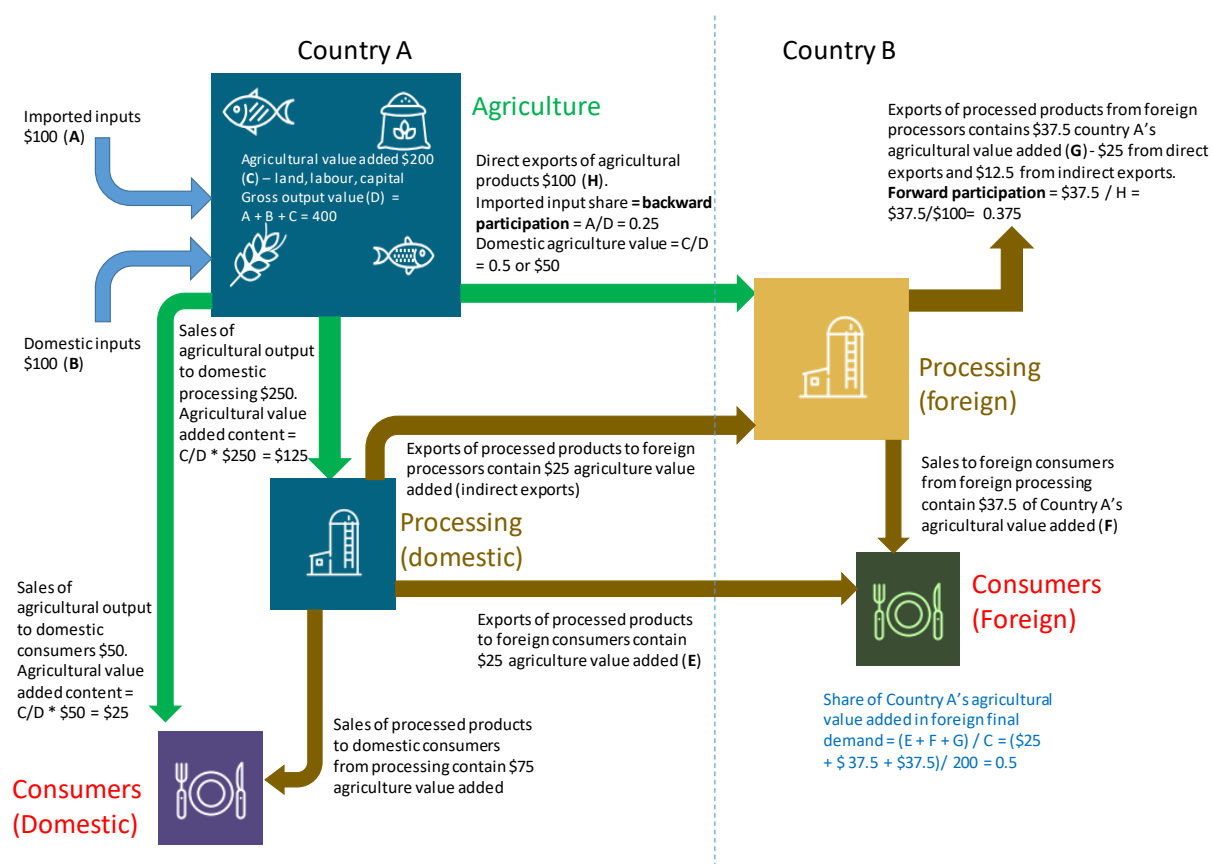 Country A
Country B
Imported inputs
$100 (A)
Agricultural value added $200
(C) – land, labour, capital
Gross output value (D) =
A + B + C = 400
Domestic inputs
$100 (B)
Agriculture
Direct exports of agricultural
products $100 (H).
Imported input share = backward
participation = A/D = 0.25
Domestic agriculture value = C/D
= 0.5 or $50
Exports of processed products from foreign
processors contains $37.5 country A's
agricultural value added (G)- $25 from direct
exports and $12.5 from indirect exports.
Forward participation = $37.5 / H =
$37.5/$100= 0.375
Sales of
agricultural output
to domestic
processing $250.
Agricultural value
added content =
C/D * $250 = $125
Processing
(foreign)
Exports of processed products to foreign
processors contain $25 agriculture value
added (indirect exports)
Sales to foreign consumers
from foreign processing
contain $37.5 of Country A's
agricultural value added (F)
Processing
(domestic)
Sales of
agricultural output
to domestic
consumers $50.
Agricultural value
added content =
C/D * $50 = $25
Exports of processed products
to foreign consumers contain
$25 agriculture value added (E)
Consumers
(Foreign)
Share of Country A's agricultural
value added in foreign final
demand = (E + F + G) / C = ($25
+ $ 37.5 + $37.5)/ 200 = 0.5
Sales of processed products
to domestic consumers
from processing contain $75
agriculture value added
Consumers
(Domestic)